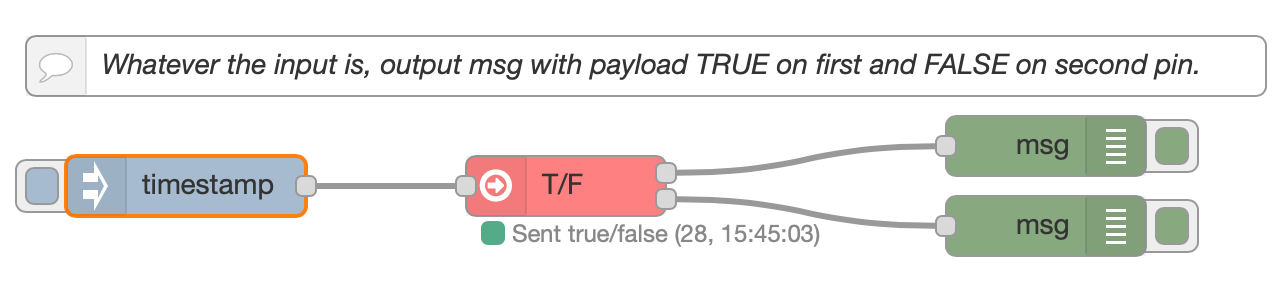 Whatever the input is, output msg with payload TRUE on first and FALSE on second pin.
msg
timestamp
T/F
msg
Sent true/false (28, 15:45:03)